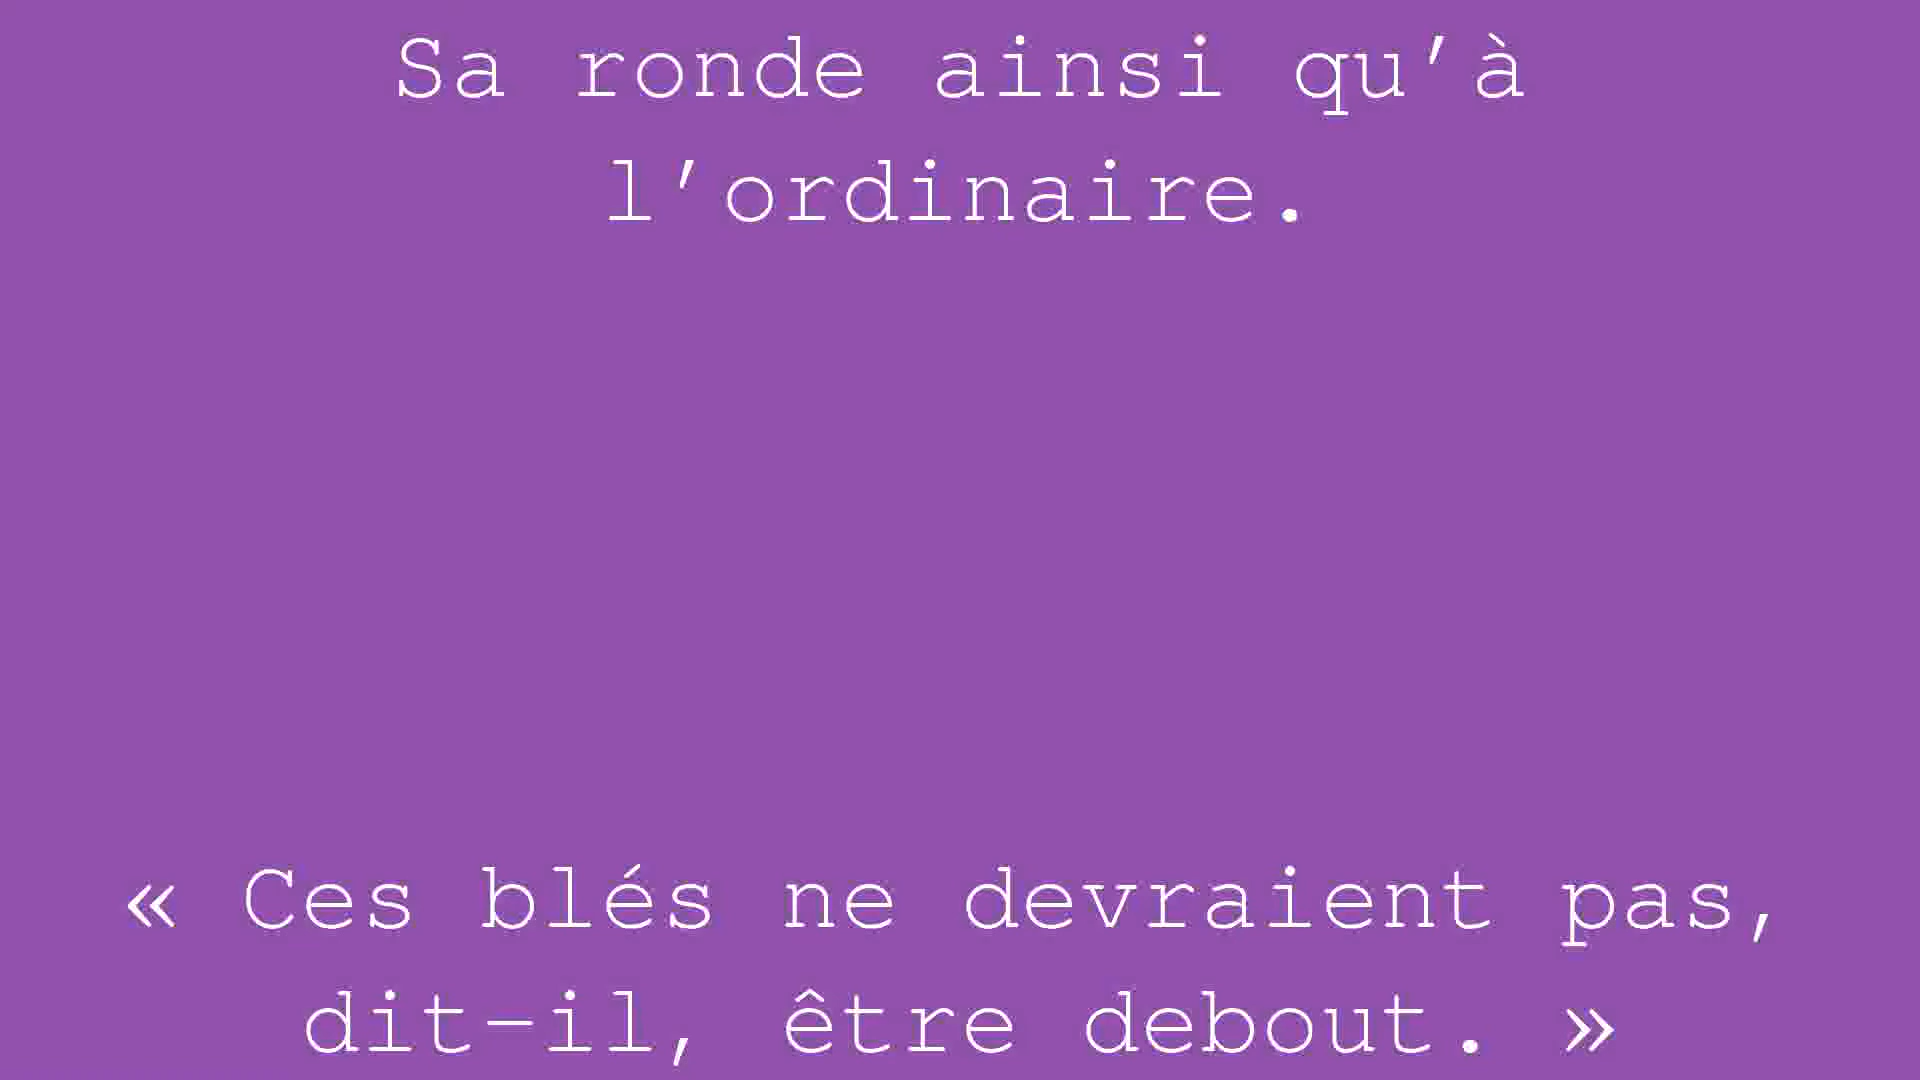 Sa ronde ainsi qu’à
l’ordinaire.
« Ces blés ne devraient pas,
dit-il, être debout. »